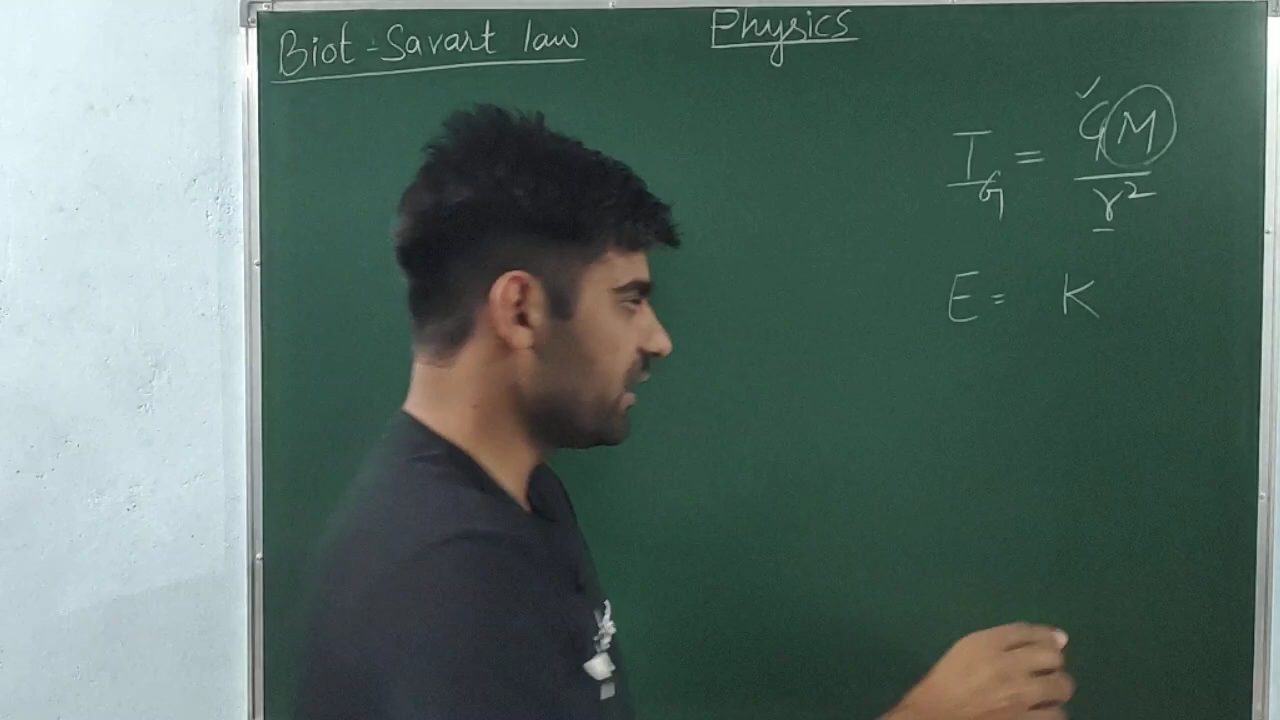 Biot-Savart law
Physics
I_G = GM / r²
E = K